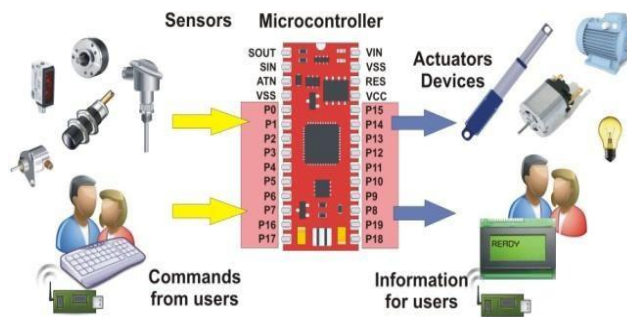 Sensors
Microcontroller
SOUT
SIN
ATN
VSS
P0
P1
P2
P3
P4
P5
P6
P7
P16
P17
VIN
VSS
RES
VCC
P15
P14
P13
P12
P11
P10
P9
P8
P19
P18
Actuators
Devices
READY
Commands
from users
Information
for users